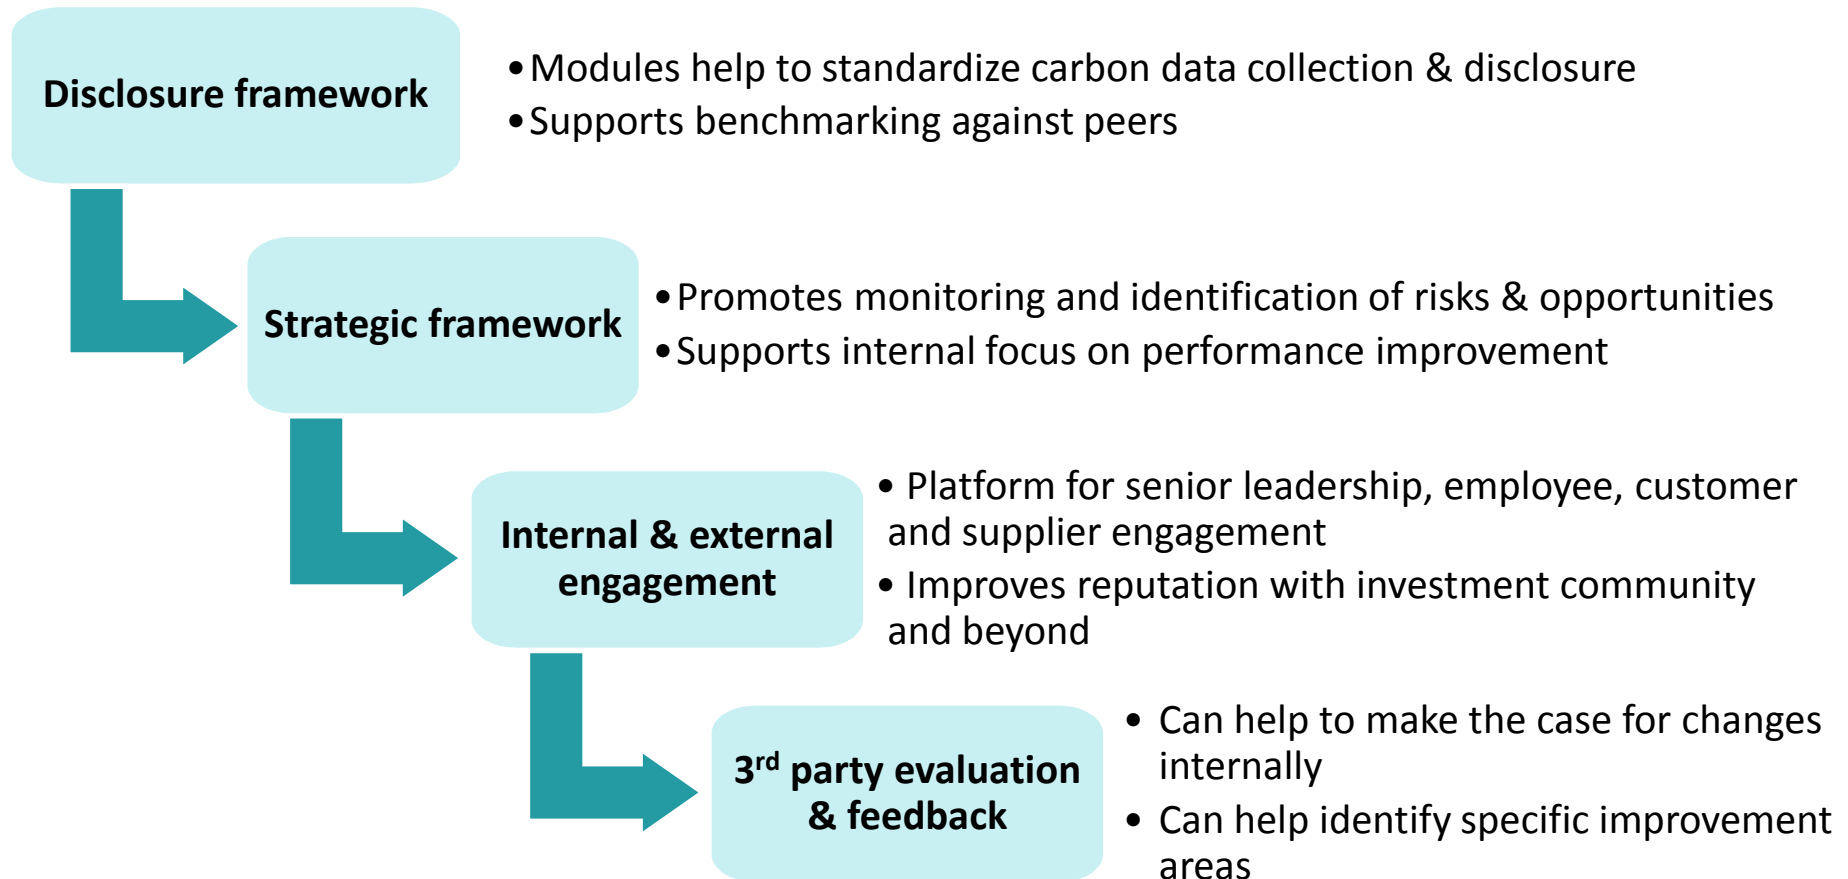 Disclosure framework
•Modules help to standardize carbon data collection & disclosure
•Supports benchmarking against peers
Strategic framework
•Promotes monitoring and identification of risks & opportunities
•Supports internal focus on performance improvement
Internal & external
engagement
• Platform for senior leadership, employee, customer
and supplier engagement
• Improves reputation with investment community
and beyond
3rd party evaluation
& feedback
• Can help to make the case for changes
internally
• Can help identify specific improvement
areas